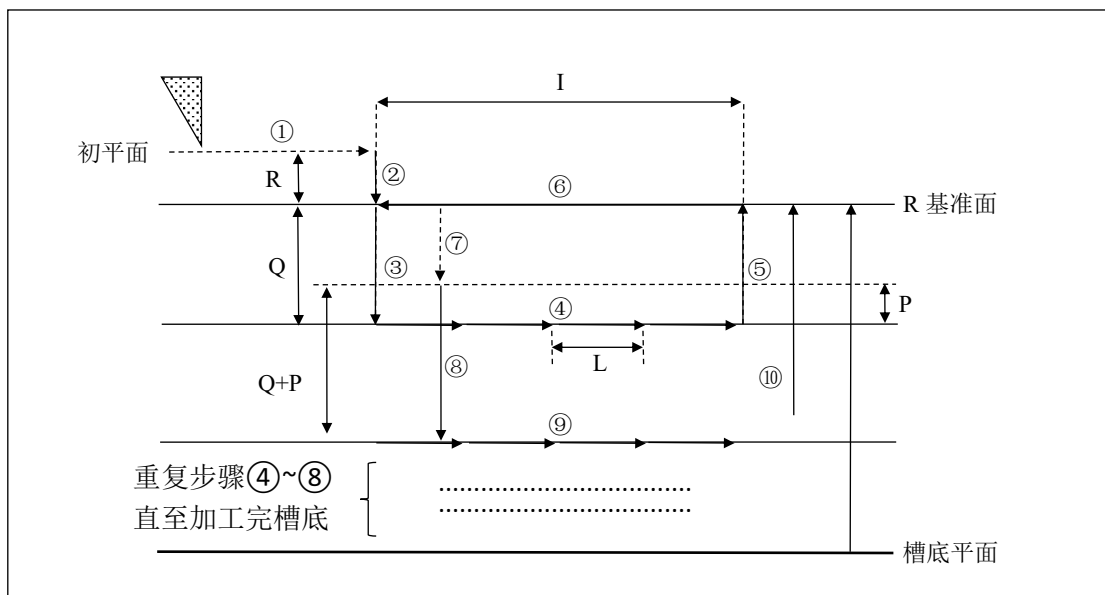 I
①
初平面
R
②
⑥
R 基准面
Q
③
⑦
⑤
④
P
L
Q+P
⑧
⑩
⑨
重复步骤④~⑧
直至加工完槽底
槽底平面